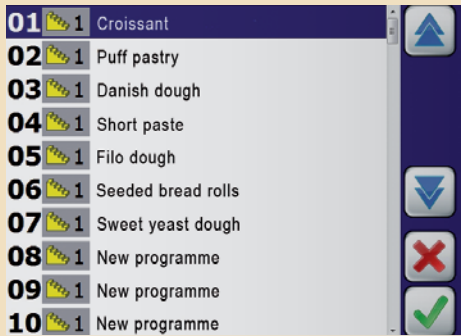 01 1 Croissant
02 1 Puff pastry
03 1 Danish dough
04 1 Short paste
05 1 Filo dough
06 1 Seeded bread rolls
07 1 Sweet yeast dough
08 1 New programme
09 1 New programme
10 1 New programme